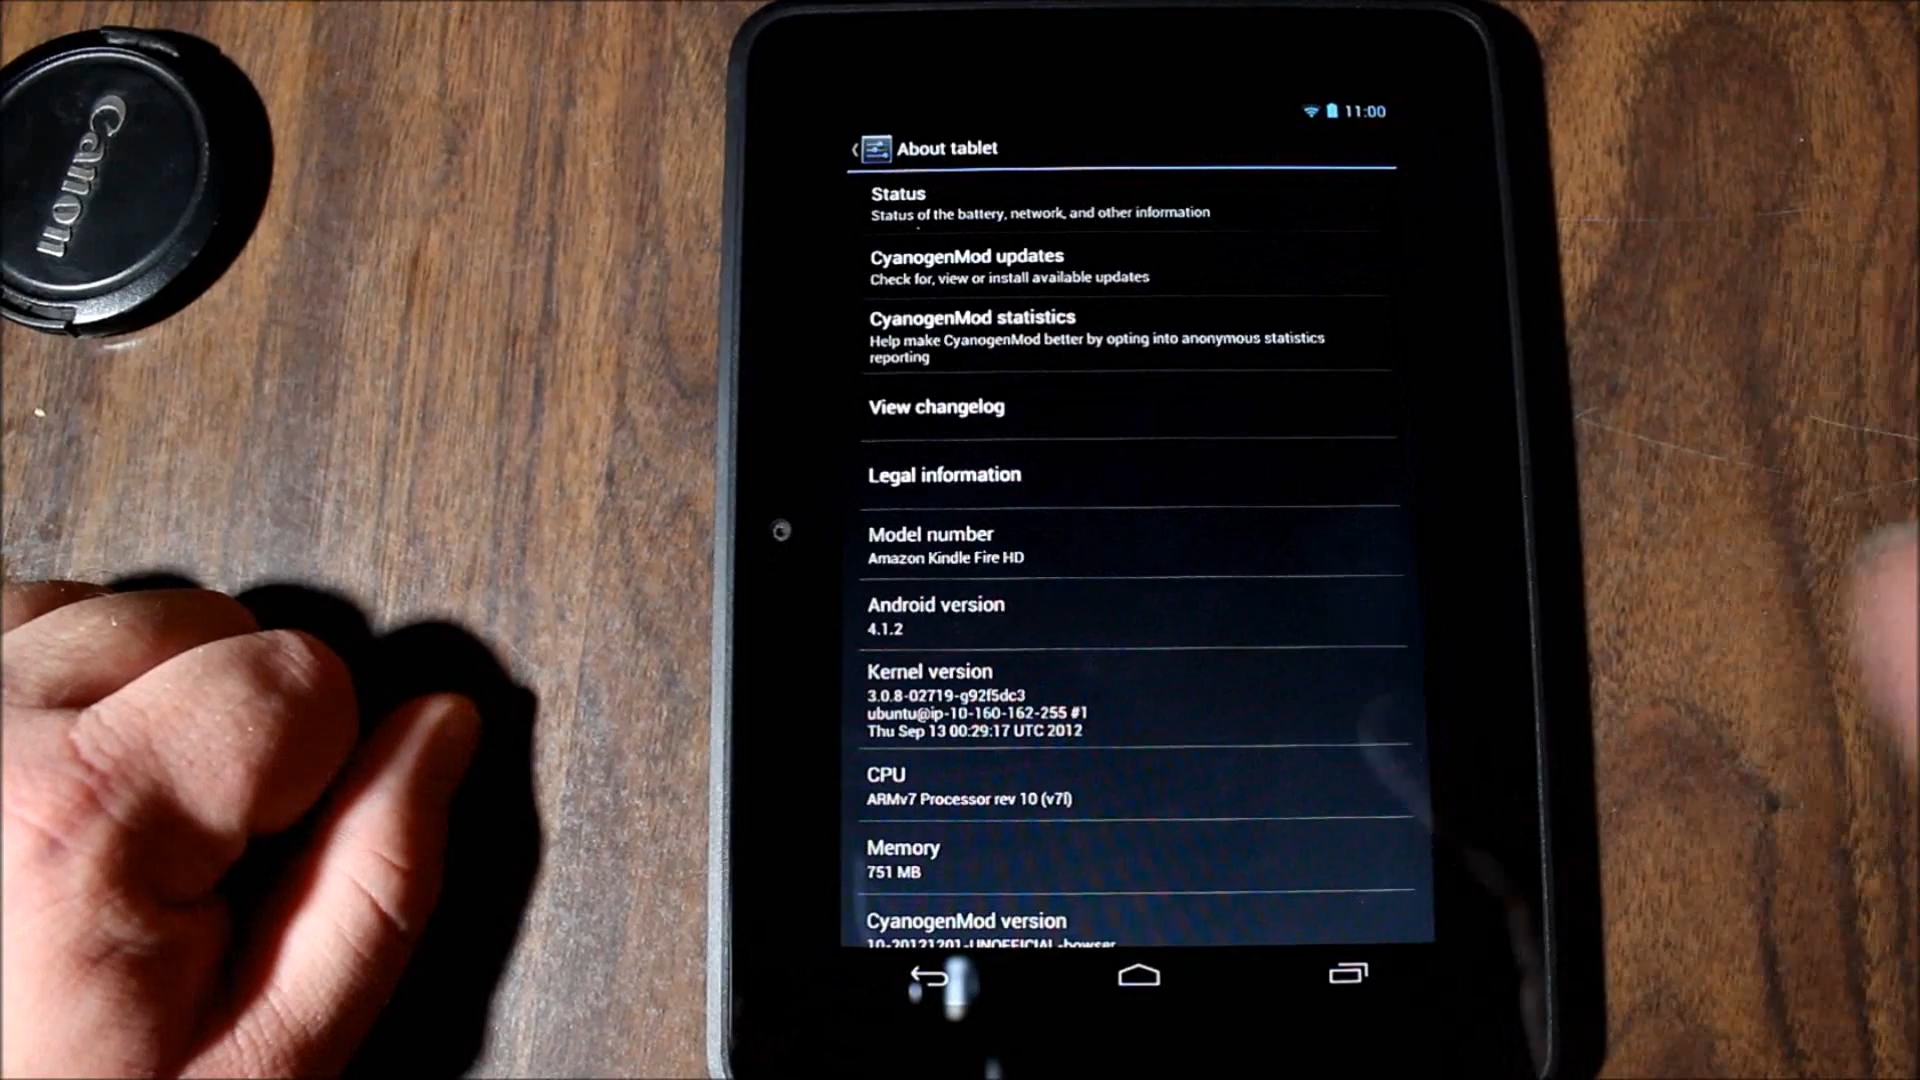 Canon
11:00
About tablet
Status
Status of the battery, network, and other information
CyanogenMod updates
Check for, view or install available updates
CyanogenMod statistics
Help make CyanogenMod better by opting into anonymous statistics
reporting
View changelog
Legal information
Model number
Amazon Kindle Fire HD
Android version
4.1.2
Kernel version
3.0.8-02719-g92f5dc3
ubuntu@ip-10-160-162-255 #1
Thu Sep 13 00:29:17 UTC 2012
CPU
ARMv7 Processor rev 10 (v7l)
Memory
751 MB
CyanogenMod version
10-20121201-UNOFFICIAL-bowser